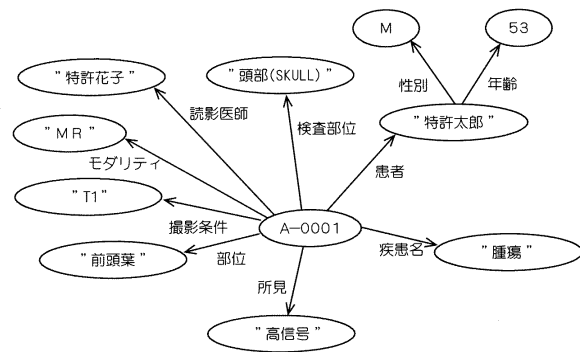 M
53
"特許花子"
"頭部(SKULL)"
性別
年齢
読影医師
検査部位
"特許太郎"
"MR"
モダリティ
患者
"T1"
撮影条件
A-0001
"前頭葉"
部位
疾患名
"腫瘍"
所見
"高信号"